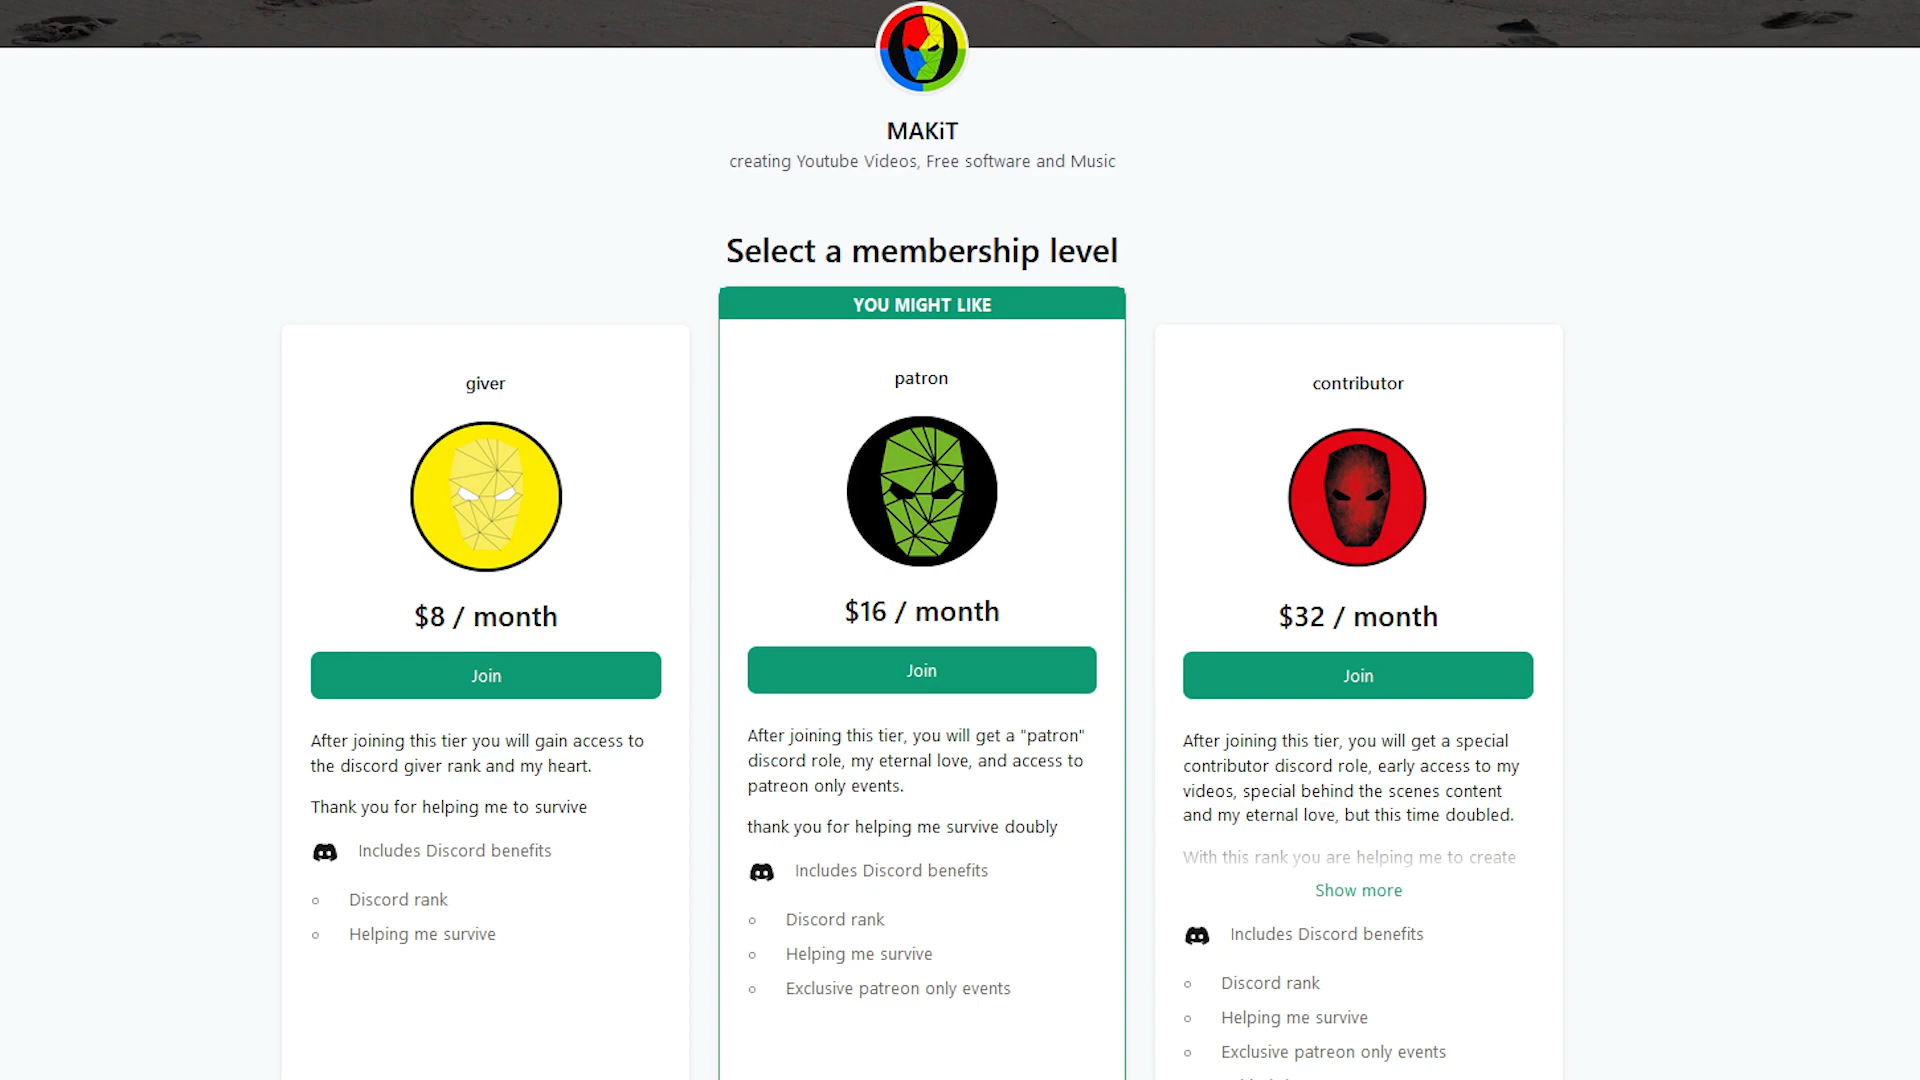 MAKiT
creating Youtube Videos, Free software and Music
Select a membership level
YOU MIGHT LIKE
giver
$8 / month
Join
After joining this tier you will gain access to
the discord giver rank and my heart.
Thank you for helping me to survive
Includes Discord benefits
Discord rank
Helping me survive
patron
$16 / month
Join
After joining this tier, you will get a "patron"
discord role, my eternal love, and access to
patreon only events.
thank you for helping me survive doubly
Includes Discord benefits
Discord rank
Helping me survive
Exclusive patreon only events
contributor
$32 / month
Join
After joining this tier, you will get a special
contributor discord role, early access to my
videos, special behind the scenes content
and my eternal love, but this time doubled.
With this rank you are helping me to create
Show more
Includes Discord benefits
Discord rank
Helping me survive
Exclusive patreon only events